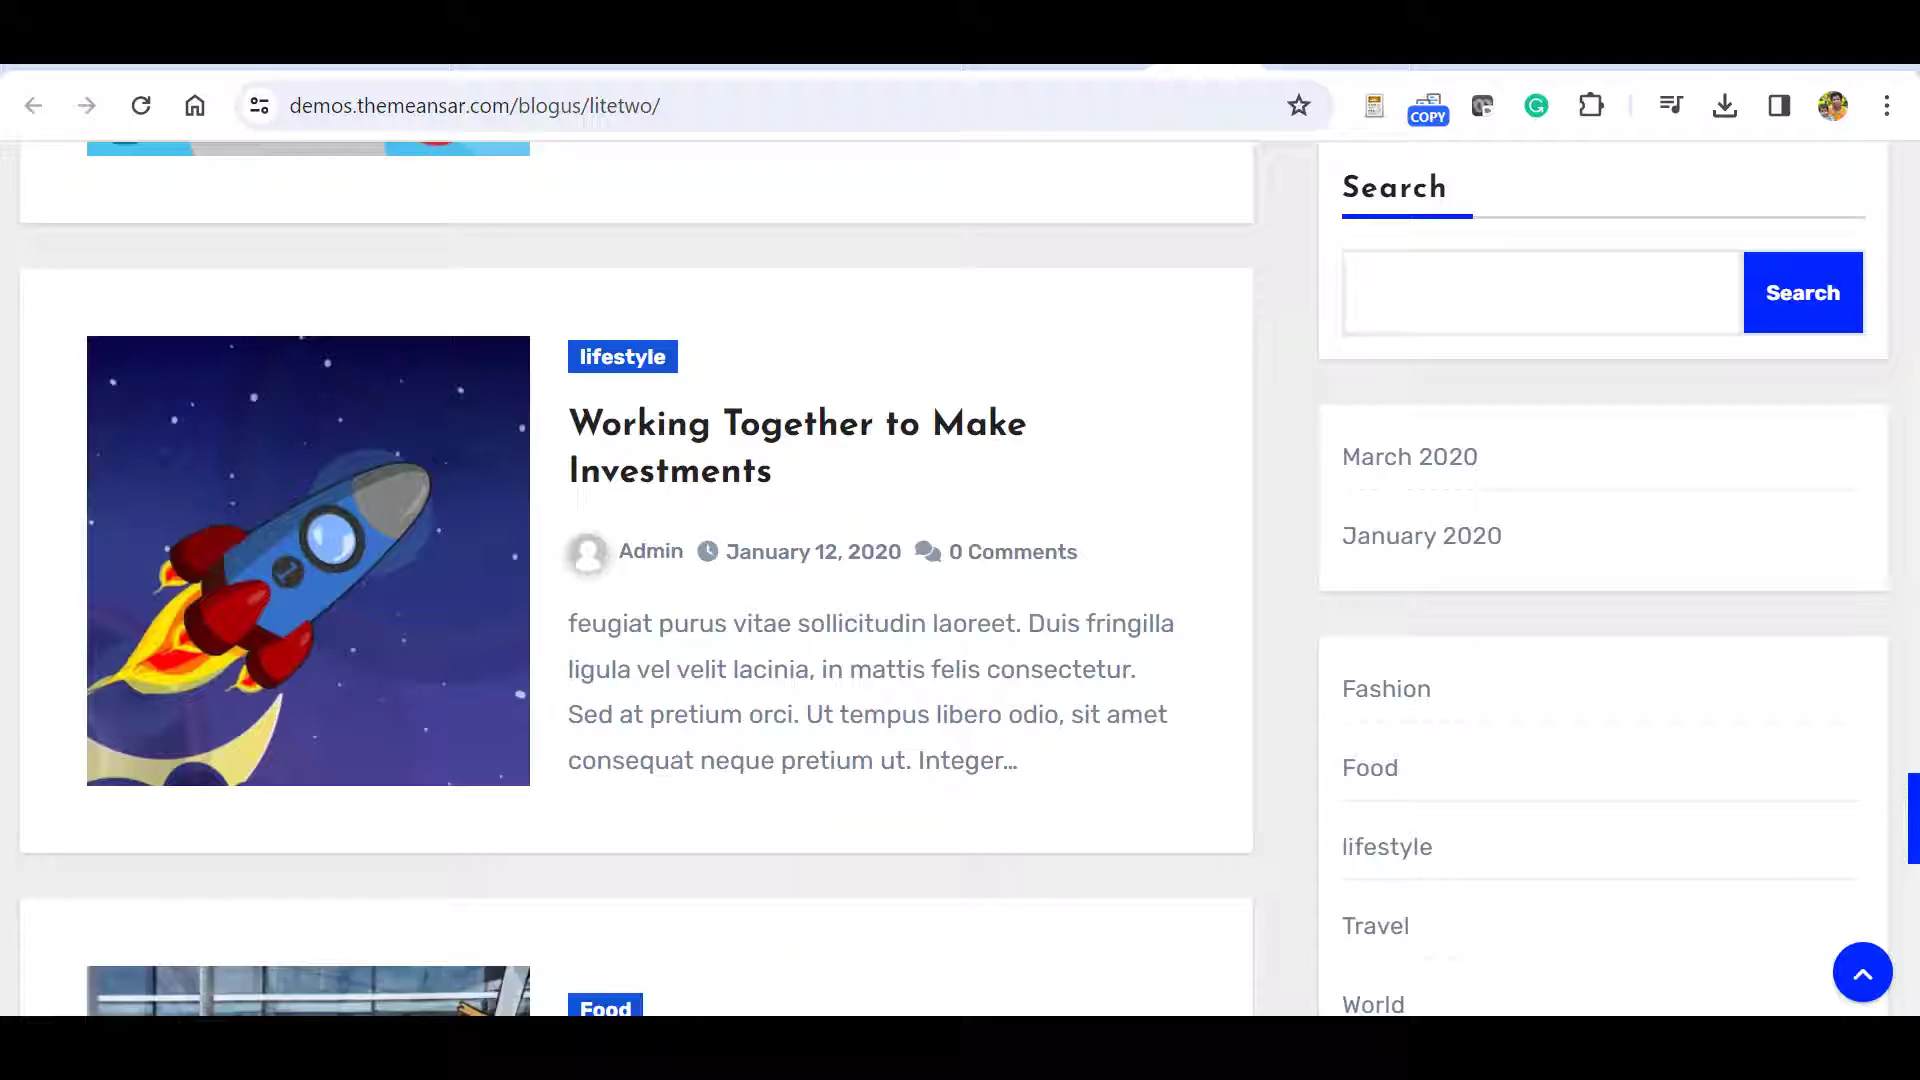 demos.themeansar.com/blogus/litetwo/
COPY
Search
Search
lifestyle
Working Together to Make
Investments
Admin January 12, 2020 0 Comments
feugiat purus vitae sollicitudin laoreet. Duis fringilla
ligula vel velit lacinia, in mattis felis consectetur.
Sed at pretium orci. Ut tempus libero odio, sit amet
consequat neque pretium ut. Integer…
March 2020
January 2020
Fashion
Food
lifestyle
Travel
World
Food